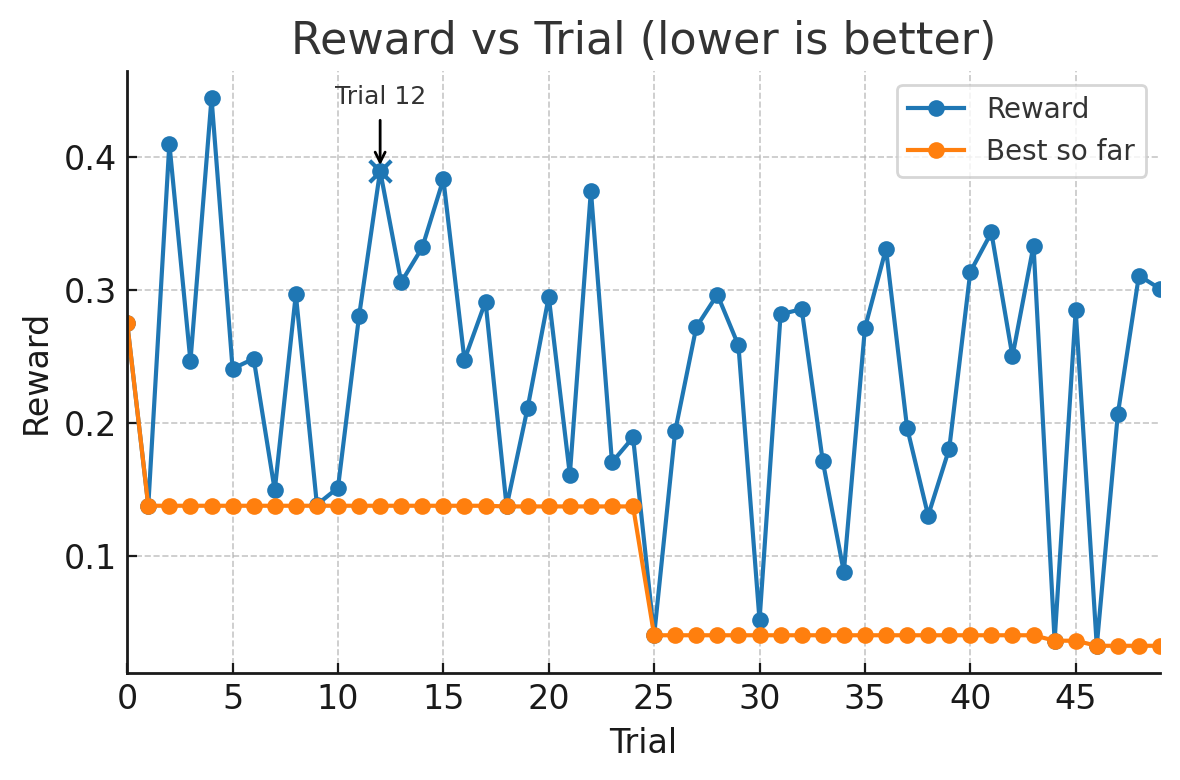 Reward vs Trial (lower is better)
Trial 12
Reward
Best so far
0.4
0.3
0.2
0.1
Reward
0 5 10 15 20 25 30 35 40 45
Trial